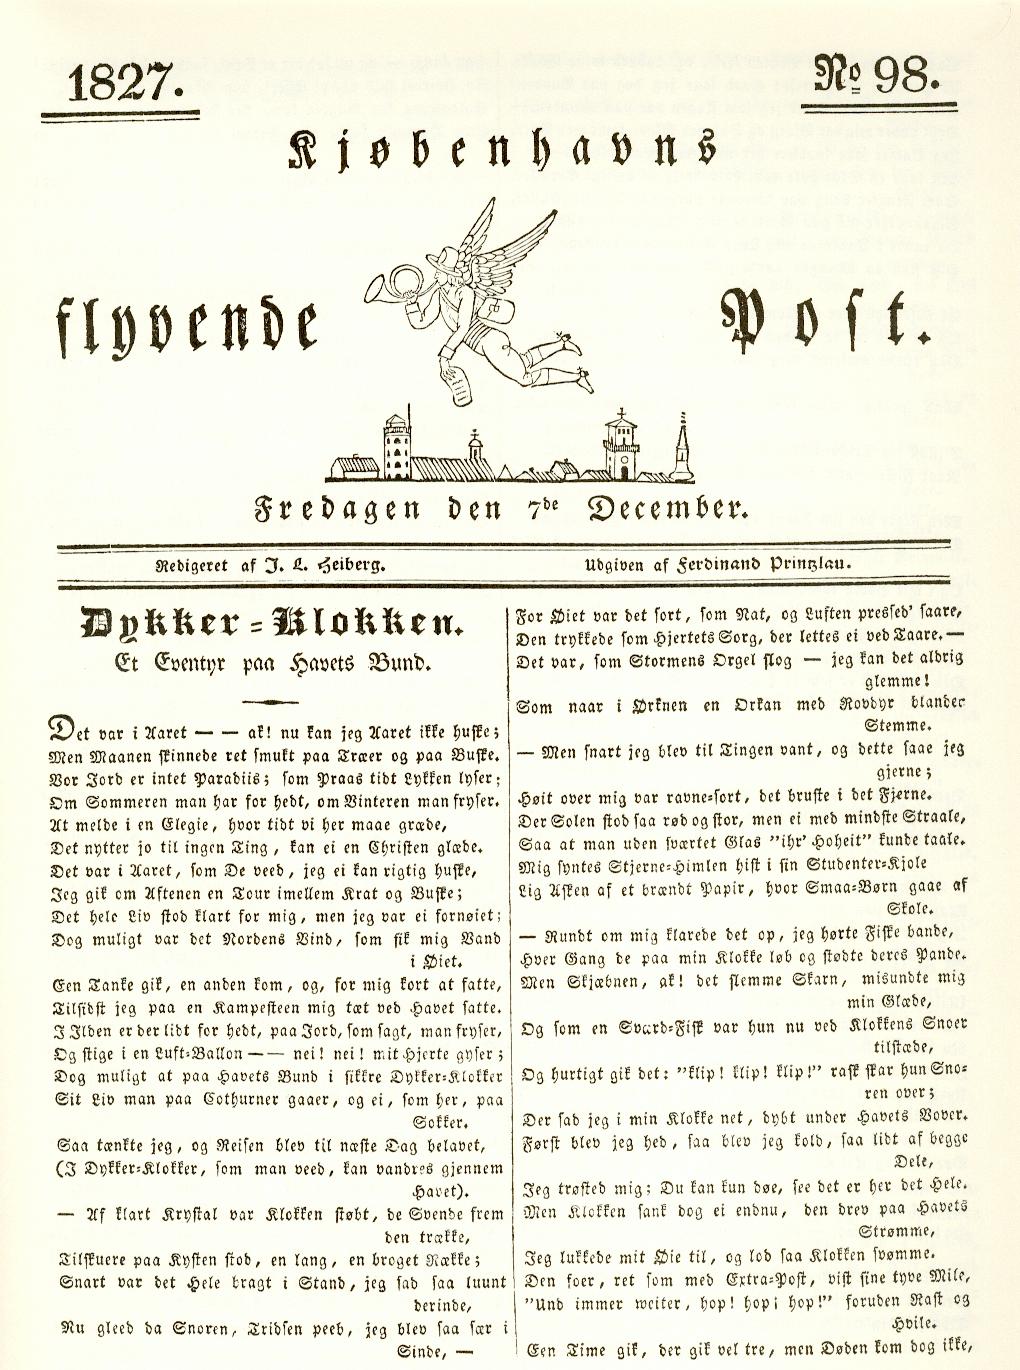 1827.
No 98.
Kjøbenhavns
flyvende Post.
Fredagen den 7de December.
Redigeret af J. L. Heiberg.
Udgiven af Ferdinand Printzlau.
Dykker-Klokken.
Et Eventyr paa Havets Bund.
Det var i Aaret — — ak! nu kan jeg Aaret ikke huske;
Men Maanen skinnede ret smukt paa Træer og paa Buske.
Vor Jord er intet Paradiis; som Praas tidt Lykken lyser;
Om Sommeren man har for hedt, om Vinteren man fryser.
At melde i en Elegie, hvor tidt vi her maae græde,
Det nytter jo til ingen Ting, kan ei en Christen glæde.
Det var i Aaret, som De veed, jeg ei kan rigtig huske,
Jeg gik om Aftenen en Tour imellem Krat og Buske;
Det hele Liv stod klart for mig, men jeg var ei fornøiet;
Dog muligt var det Nordens Vind, som fik mig Vand
i Øiet.
Een Tanke gik, en anden kom, og, for mig kort at fatte,
Tilsidst jeg paa en Kampesteen mig tæt ved Havet satte.
I Ilden er der lidt for hedt, paa Jord, som sagt, man fryser,
Og stige i en Luft-Ballon — — nei! nei! mit Hjerte gyser;
Dog muligt at paa Havets Bund i sikkre Dykker-Klokker
Sit Liv man paa Cothurner gaaer, og ei, som her, paa
Sokker.
Saa tænkte jeg, og Reisen blev til næste Dag belavet,
(I Dykker-Klokker, som man veed, kan vandres gjennem
Havet).
— Af klart Krystal var Klokken støbt, de Svende frem
den trække,
Tilskuere paa Kysten stod, en lang, en broget Række;
Snart var det Hele bragt i Stand, jeg sad saa luunt
derinde,
Nu gleed da Snoren, Tridsen peeb, jeg blev saa sær i
Sinde, —
For Øiet var det sort, som Nat, og Luften pressed' saare,
Den trykkede som Hjertets Sorg, der lettes ei ved Taare. —
Det var, som Stormens Orgel slog — jeg kan det aldrig
glemme!
Som naar i Ørknen en Orkan med Rovdyr blander
Stemme.
— Men snart jeg blev til Tingen vant, og dette saae jeg
gjerne;
Høit over mig var ravne-sort, det bruste i det Fjerne.
Der Solen stod saa rød og stor, men ei med mindste Straale,
Saa at man uden sværtet Glas "ihr' Hoheit" kunde taale.
Mig syntes Stjerne-Himlen hist i sin Studenter-Kjole
Lig Asken af et brændt Papir, hvor Smaa-Børn gaae af
Skole.
— Rundt om mig klarede det op, jeg hørte Fiske bande,
Hver Gang de paa min Klokke løb og stødte deres Pande.
Men Skjæbnen, ak! det slemme Skarn, misundte mig
min Glæde,
Og som en Sværd-Fisk var hun nu ved Klokkens Snoer
tilstæde,
Og hurtigt gik det: "klip! klip! klip!" rask skar hun Sno-
ren over;
Der sad jeg i min Klokke net, dybt under Havets Vover.
Først blev jeg hed, saa blev jeg kold, saa lidt af begge
Dele,
Jeg trøsted mig; Du kan kun døe, see det er her det Hele.
Men Klokken sank dog ei endnu, den drev paa Havets
Strømme,
Jeg lukkede mit Øie til, og lod saa Klokken svømme.
Den foer, ret som med Extra-Post, vist sine tyve Mile,
"Und immer weiter, hop! hop; hop!" foruden Rast og
Hvile.
Een Time gik, der gik vel tre, men Døden kom dog ikke,